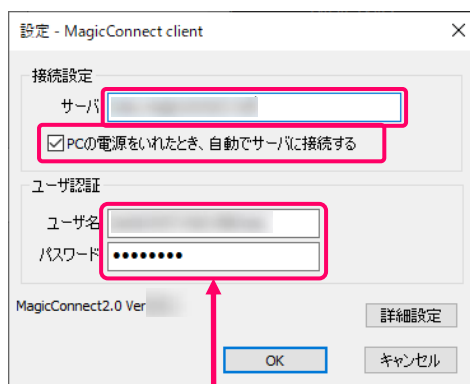 設定 - MagicConnect client
接続設定
サーバ
PCの電源をいれたとき、自動でサーバに接続する
ユーザ認証
ユーザ名
パスワード ●●●●●●●●
MagicConnect2.0 Ver
詳細設定
OK キャンセル